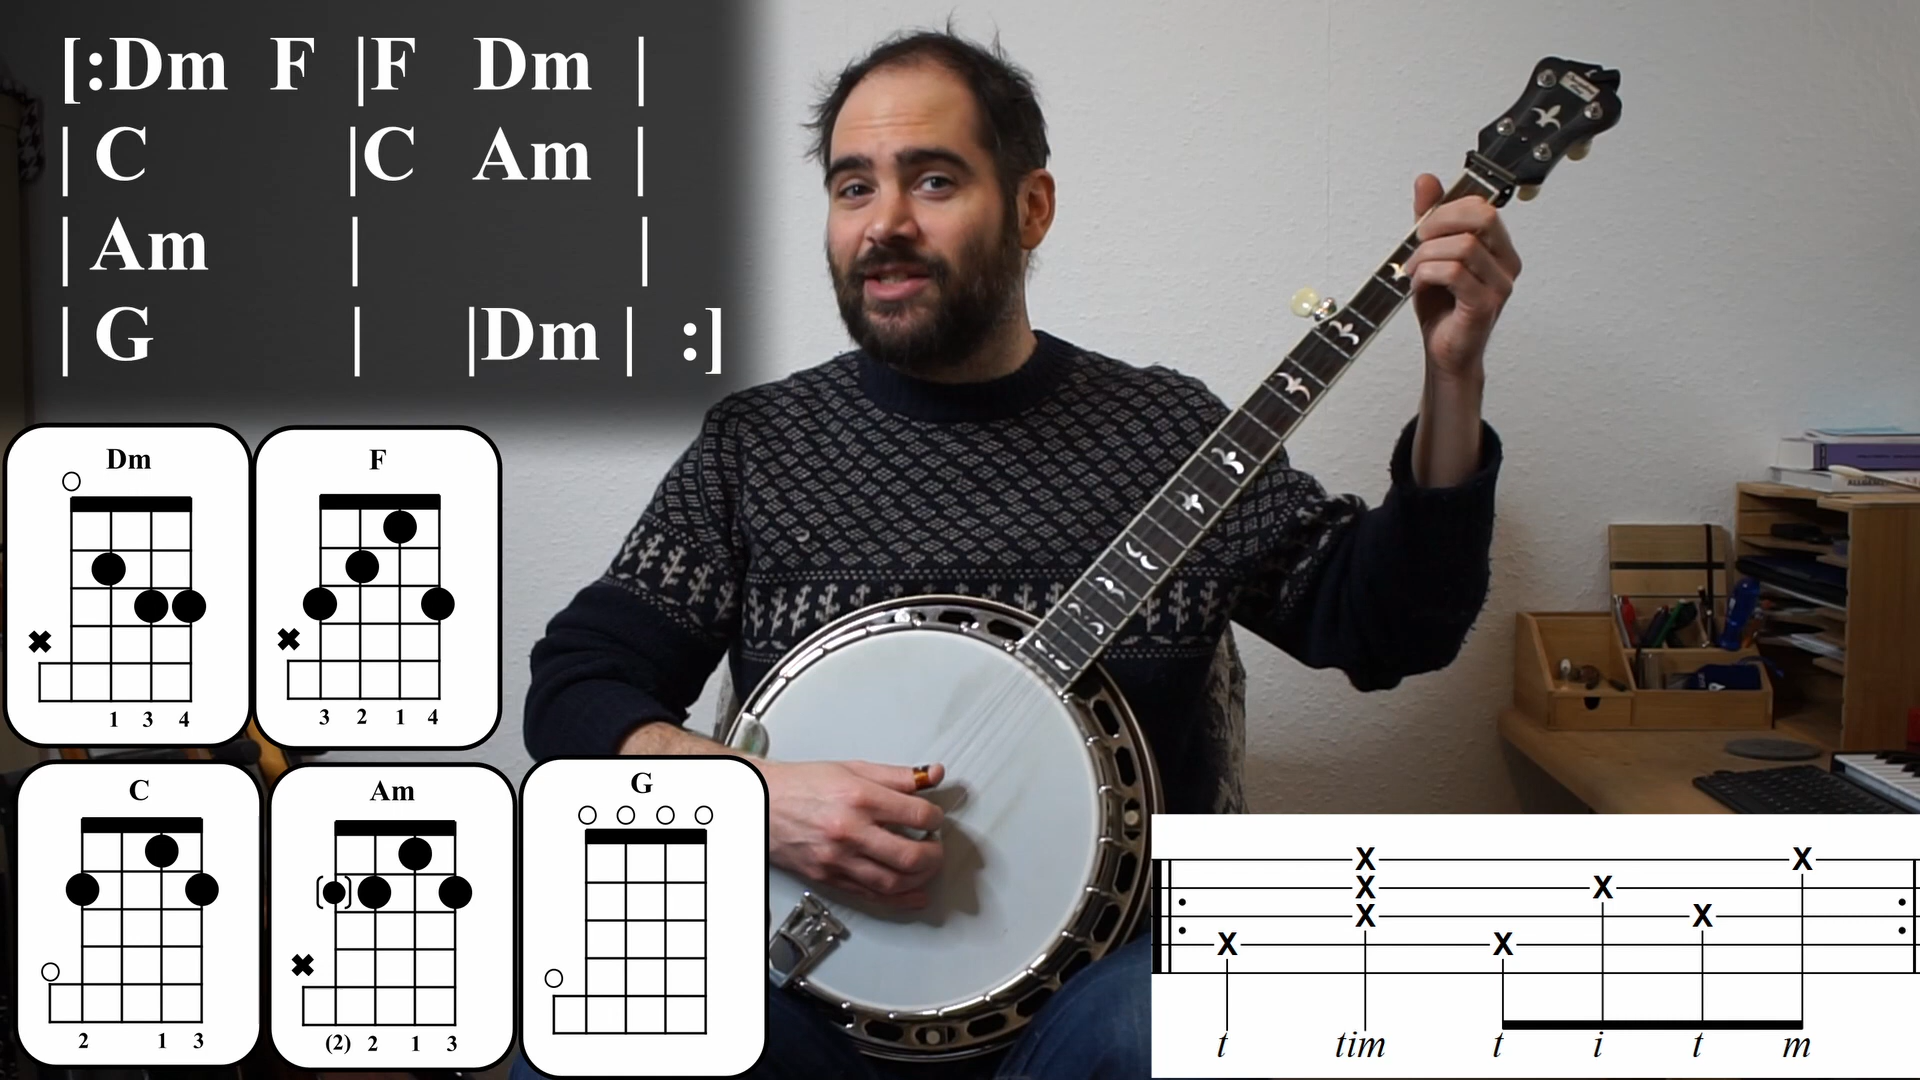 [:Dm F |F Dm |
| C |C Am |
| Am | |
| G | |Dm | :]
Dm
1 3 4
F
3 2 1 4
C
2 1 3
Am
(2) 2 1 3
G
X X
X X
X X
X X
t tim t i t m